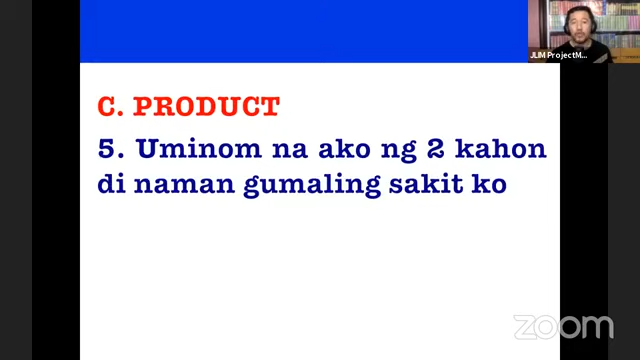 JLIM ProjectM...
C. PRODUCT
5. Uminom na ako ng 2 kahon
di naman gumaling sakit ko
zoom